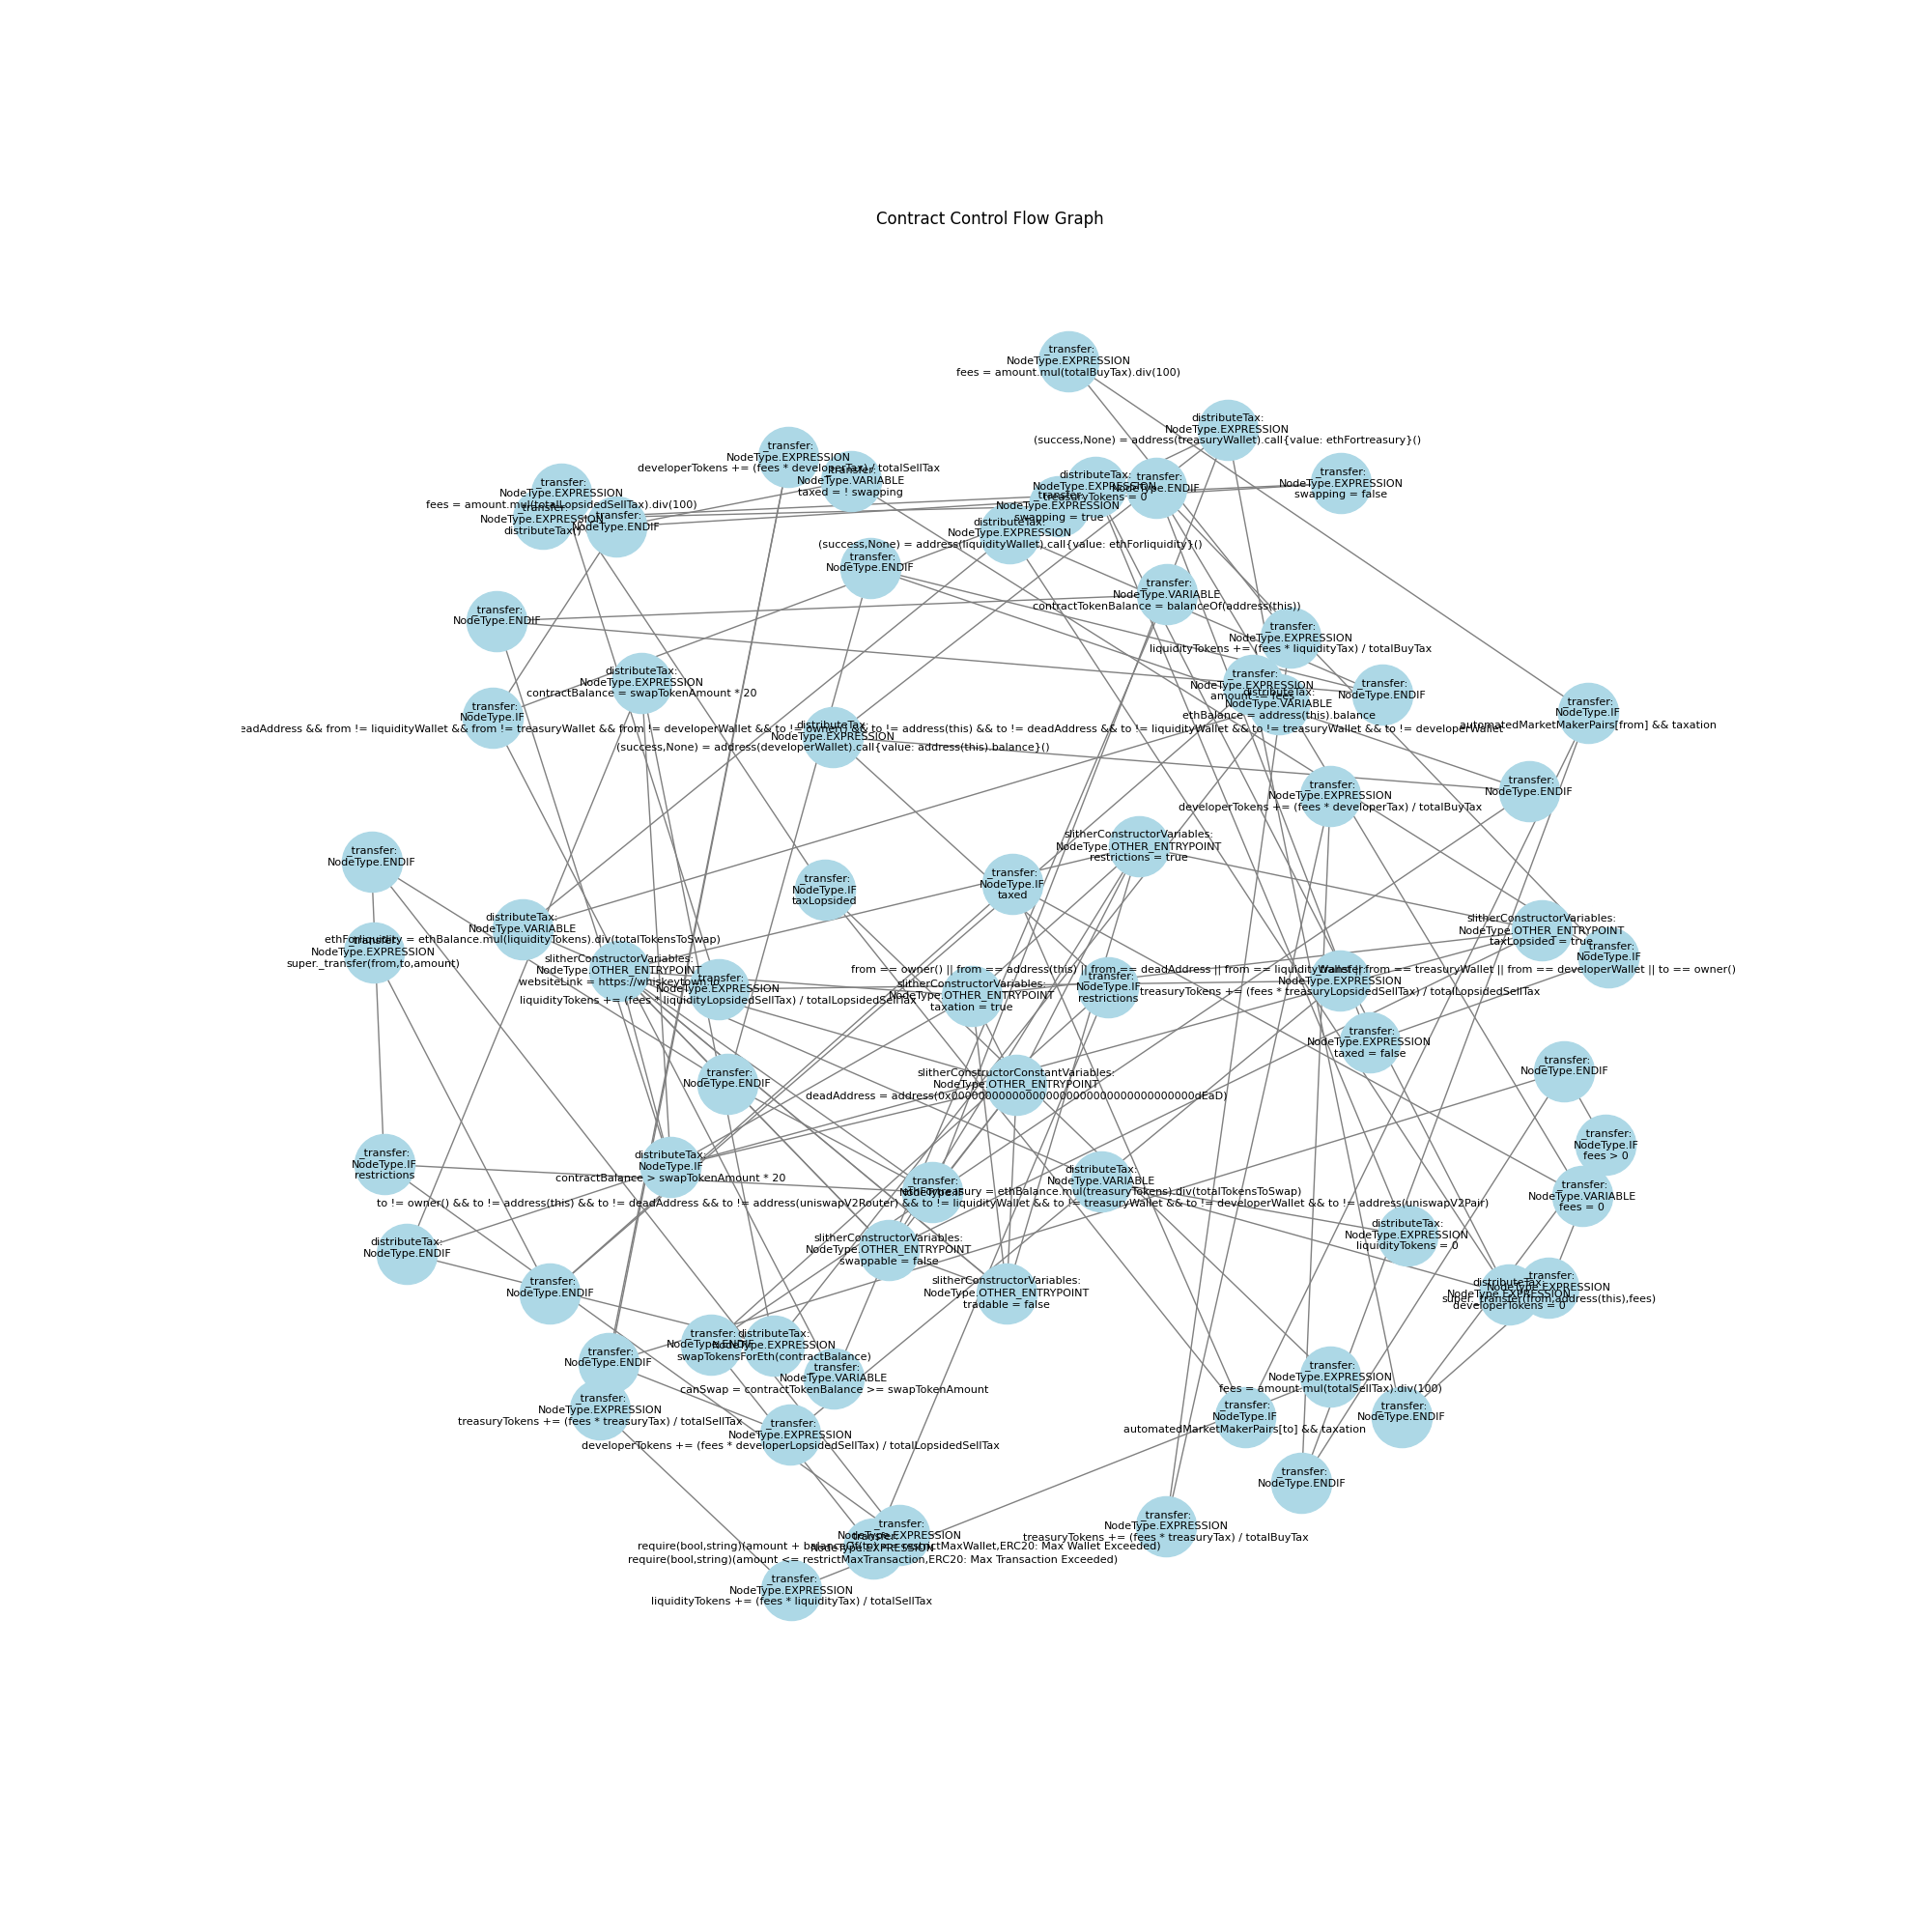 Contract Control Flow Graph
_transfer:
NodeType.EXPRESSION
fees = amount.mul(totalBuyTax).div(100)
distributeTax:
NodeType.EXPRESSION
(success,None) = address(treasuryWallet).call{value: ethFortreasury}()
_transfer:
NodeType.EXPRESSION
developerTokens += (fees * developerTax) / totalSellTax
_transfer:
NodeType.VARIABLE
taxed = ! swapping
distributeTax:
NodeType.EXPRESSION
treasuryTokens = 0
_transfer:
NodeType.ENDIF
_transfer:
NodeType.EXPRESSION
swapping = false
_transfer:
NodeType.EXPRESSION
fees = amount.mul(totalLopsidedSellTax).div(100)
_transfer:
NodeType.EXPRESSION
distributeTax()
_transfer:
NodeType.ENDIF
_transfer:
NodeType.EXPRESSION
swapping = true
distributeTax:
NodeType.EXPRESSION
(success,None) = address(liquidityWallet).call{value: ethForliquidity}()
_transfer:
NodeType.ENDIF
_transfer:
NodeType.VARIABLE
contractTokenBalance = balanceOf(address(this))
_transfer:
NodeType.ENDIF
_transfer:
NodeType.EXPRESSION
liquidityTokens += (fees * liquidityTax) / totalBuyTax
distributeTax:
NodeType.EXPRESSION
contractBalance = swapTokenAmount * 20
_transfer:
NodeType.EXPRESSION
amount -= fees
distributeTax:
NodeType.VARIABLE
ethBalance = address(this).balance
_transfer:
NodeType.ENDIF
_transfer:
NodeType.IF
eadAddress && from != liquidityWallet && from != treasuryWallet && from != developerWallet && to != owner() && to != address(this) && to != deadAddress && to != liquidityWallet && to != treasuryWallet && to != developerWallet
_transfer:
NodeType.IF
automatedMarketMakerPairs[from] && taxation
distributeTax:
NodeType.EXPRESSION
(success,None) = address(developerWallet).call{value: address(this).balance}()
_transfer:
NodeType.ENDIF
_transfer:
NodeType.EXPRESSION
developerTokens += (fees * developerTax) / totalBuyTax
slitherConstructorVariables:
NodeType.OTHER_ENTRYPOINT
restrictions = true
_transfer:
NodeType.ENDIF
_transfer:
NodeType.IF
taxLopsided
_transfer:
NodeType.IF
taxed
distributeTax:
NodeType.VARIABLE
ethForliquidity = ethBalance.mul(liquidityTokens).div(totalTokensToSwap)
_transfer:
NodeType.EXPRESSION
super._transfer(from,to,amount)
slitherConstructorVariables:
NodeType.OTHER_ENTRYPOINT
taxLopsided = true
_transfer:
NodeType.IF
from == owner() || from == address(this) || from == deadAddress || from == liquidityWallet || from == treasuryWallet || from == developerWallet || to == owner()
slitherConstructorVariables:
NodeType.OTHER_ENTRYPOINT
_transfer:
NodeType.EXPRESSION
liquidityTokens += (fees * liquidityLopsidedSellTax) / totalLopsidedSellTax
slitherConstructorVariables:
NodeType.OTHER_ENTRYPOINT
taxation = true
_transfer:
NodeType.IF
restrictions
_transfer:
NodeType.EXPRESSION
treasuryTokens += (fees * treasuryLopsidedSellTax) / totalLopsidedSellTax
_transfer:
NodeType.EXPRESSION
taxed = false
_transfer:
NodeType.ENDIF
slitherConstructorConstantVariables:
NodeType.OTHER_ENTRYPOINT
_transfer:
NodeType.ENDIF
_transfer:
NodeType.IF
fees > 0
_transfer:
NodeType.IF
restrictions
distributeTax:
NodeType.IF
contractBalance > swapTokenAmount * 20
_transfer:
NodeType.IF
to != owner() && to != address(this) && to != deadAddress && to != address(uniswapV2Router) && to != liquidityWallet && to != treasuryWallet && to != developerWallet && to != address(uniswapV2Pair)
distributeTax:
NodeType.VARIABLE
ethFortreasury = ethBalance.mul(treasuryTokens).div(totalTokensToSwap)
_transfer:
NodeType.VARIABLE
fees = 0
distributeTax:
NodeType.ENDIF
slitherConstructorVariables:
NodeType.OTHER_ENTRYPOINT
swappable = false
distributeTax:
NodeType.EXPRESSION
liquidityTokens = 0
_transfer:
NodeType.ENDIF
slitherConstructorVariables:
NodeType.OTHER_ENTRYPOINT
tradable = false
distributeTax:
NodeType.EXPRESSION
developerTokens = 0
_transfer:
NodeType.EXPRESSION
super._transfer(from,address(this),fees)
_transfer:
NodeType.ENDIF
_transfer:
NodeType.ENDIF
distributeTax:
NodeType.EXPRESSION
swapTokensForEth(contractBalance)
_transfer:
NodeType.VARIABLE
canSwap = contractTokenBalance >= swapTokenAmount
_transfer:
NodeType.EXPRESSION
fees = amount.mul(totalSellTax).div(100)
_transfer:
NodeType.EXPRESSION
treasuryTokens += (fees * treasuryTax) / totalSellTax
_transfer:
NodeType.IF
automatedMarketMakerPairs[to] && taxation
_transfer:
NodeType.ENDIF
_transfer:
NodeType.EXPRESSION
developerTokens += (fees * developerLopsidedSellTax) / totalLopsidedSellTax
_transfer:
NodeType.ENDIF
_transfer:
NodeType.EXPRESSION
treasuryTokens += (fees * treasuryTax) / totalBuyTax
_transfer:
NodeType.EXPRESSION
require(bool,string)(amount + balanceOf(to) <= restrictMaxWallet,ERC20: Max Wallet Exceeded)
_transfer:
NodeType.EXPRESSION
require(bool,string)(amount <= restrictMaxTransaction,ERC20: Max Transaction Exceeded)
_transfer:
NodeType.EXPRESSION
liquidityTokens += (fees * liquidityTax) / totalSellTax